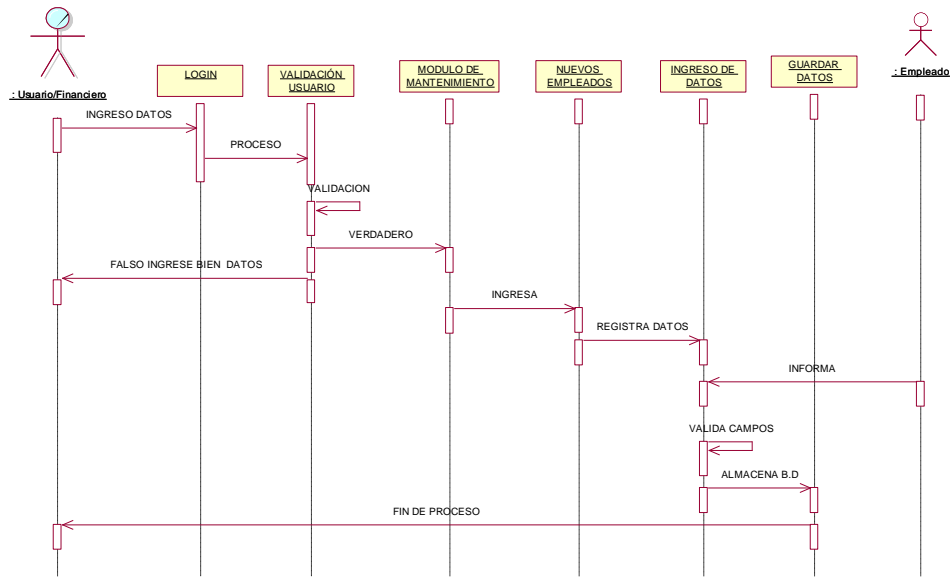 : Usuario/Financiero
LOGIN
VALIDACIÓN
USUARIO
MODULO DE
MANTENIMIENTO
NUEVOS
EMPLEADOS
INGRESO DE
DATOS
GUARDAR
DATOS
: Empleado
INGRESO DATOS
PROCESO
VALIDACION
VERDADERO
FALSO INGRESE BIEN DATOS
INGRESA
REGISTRA DATOS
INFORMA
VALIDA CAMPOS
ALMACENA B.D
FIN DE PROCESO